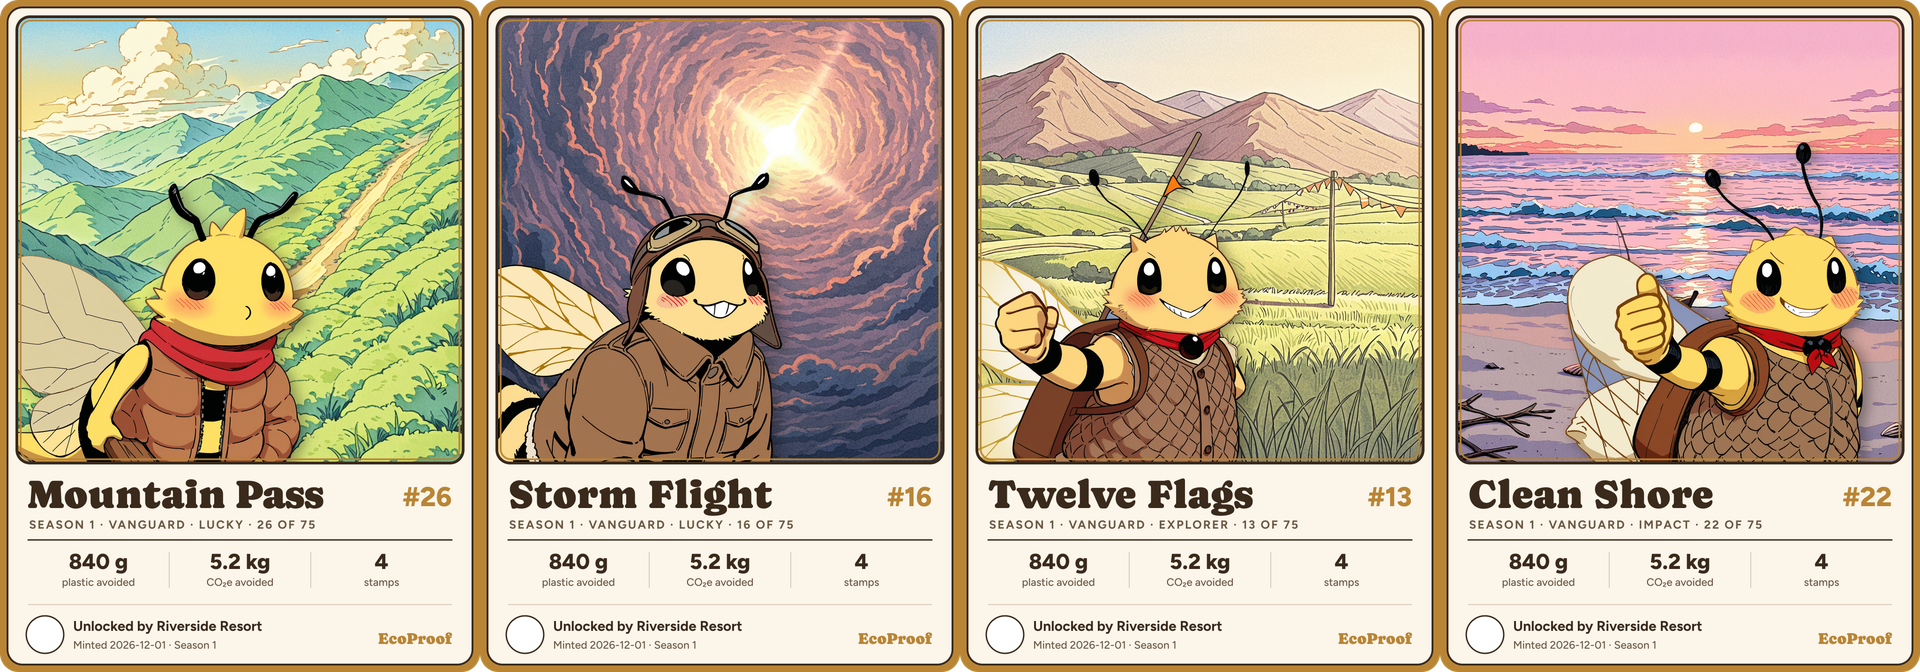 Mountain Pass #26
SEASON 1 · VANGUARD · LUCKY · 26 OF 75
840 g 5.2 kg 4
plastic avoided CO₂e avoided stamps
Unlocked by Riverside Resort
Minted 2026-12-01 · Season 1
EcoProof
Storm Flight #16
SEASON 1 · VANGUARD · LUCKY · 16 OF 75
840 g 5.2 kg 4
plastic avoided CO₂e avoided stamps
Unlocked by Riverside Resort
Minted 2026-12-01 · Season 1
EcoProof
Twelve Flags #13
SEASON 1 · VANGUARD · EXPLORER · 13 OF 75
840 g 5.2 kg 4
plastic avoided CO₂e avoided stamps
Unlocked by Riverside Resort
Minted 2026-12-01 · Season 1
EcoProof
Clean Shore #22
SEASON 1 · VANGUARD · IMPACT · 22 OF 75
840 g 5.2 kg 4
plastic avoided CO₂e avoided stamps
Unlocked by Riverside Resort
Minted 2026-12-01 · Season 1
EcoProof